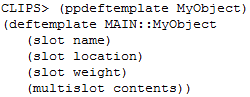 CLIPS> (ppdeftemplate MyObject)
(deftemplate MAIN::MyObject
   (slot name)
   (slot location)
   (slot weight)
   (multislot contents))